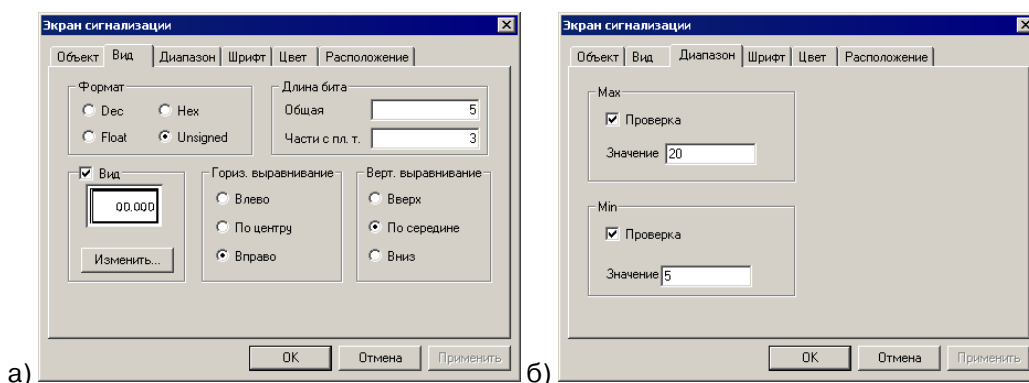 Экран сигнализации
Объект Вид Диапазон Шрифт Цвет Расположение
Формат
Dec Hex
Float Unsigned
Длина бита
Общая 5
Части с пл. т. 3
Вид
00.000
Изменить...
Гориз. выравнивание
Влево
По центру
Вправо
Верт. выравнивание
Вверх
По середине
Вниз
OK Отмена Применить
а)
Экран сигнализации
Объект Вид Диапазон Шрифт Цвет Расположение
Max
Проверка
Значение 20
Min
Проверка
Значение 5
OK Отмена Применить
б)